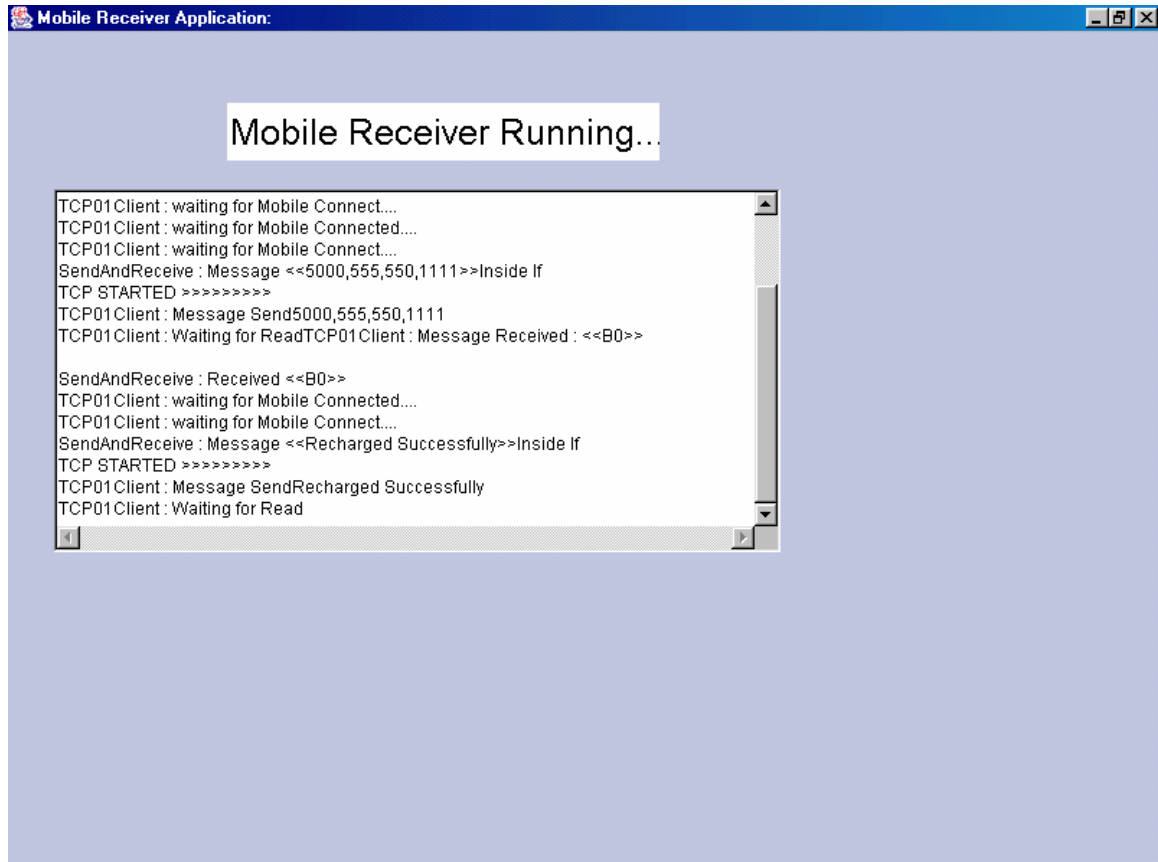 Mobile Receiver Application:
Mobile Receiver Running...
TCP01Client : waiting for Mobile Connect....
TCP01Client : waiting for Mobile Connected....
TCP01Client : waiting for Mobile Connect....
SendAndReceive : Message <<5000,555,550,1111>>Inside If
TCP STARTED >>>>>>>>>
TCP01Client : Message Send5000,555,550,1111
TCP01Client : Waiting for ReadTCP01Client : Message Received : <<B0>>
SendAndReceive : Received <<B0>>
TCP01Client : waiting for Mobile Connected....
TCP01Client : waiting for Mobile Connect....
SendAndReceive : Message <<Recharged Successfully>>Inside If
TCP STARTED >>>>>>>>>
TCP01Client : Message SendRecharged Successfully
TCP01Client : Waiting for Read